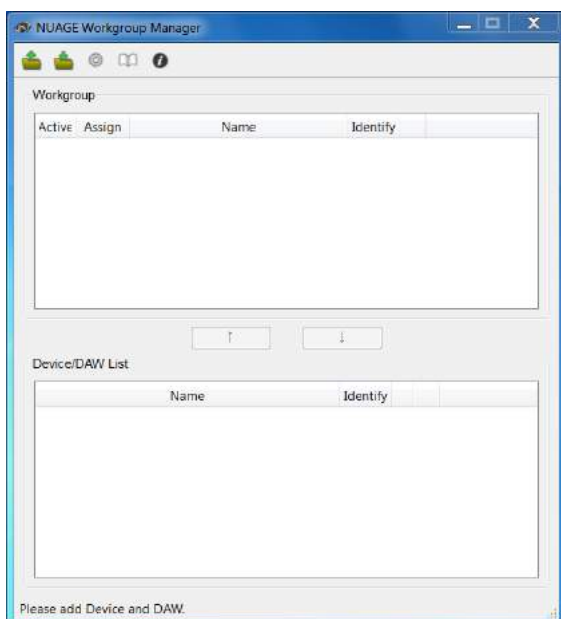 NUAGE Workgroup Manager
Workgroup
Active Assign Name Identify
↑ ↓
Device/DAW List
Name Identify
Please add Device and DAW.